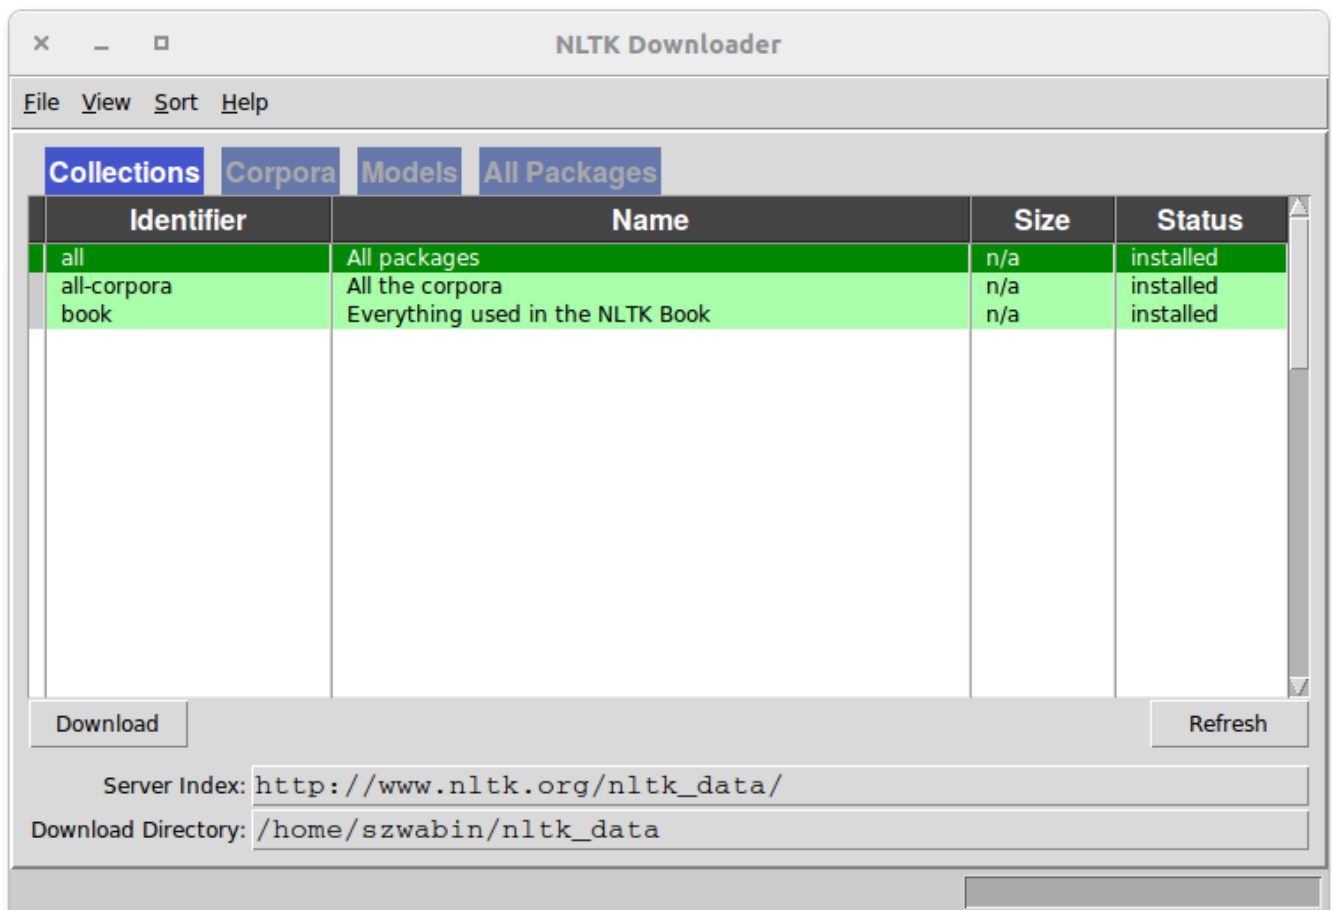 NLTK Downloader
File View Sort Help
Collections Corpora Models All Packages
Identifier Name Size Status
all All packages n/a installed
all-corpora All the corpora n/a installed
book Everything used in the NLTK Book n/a installed
Download Refresh
Server Index: http://www.nltk.org/nltk_data/
Download Directory: /home/szwabin/nltk_data